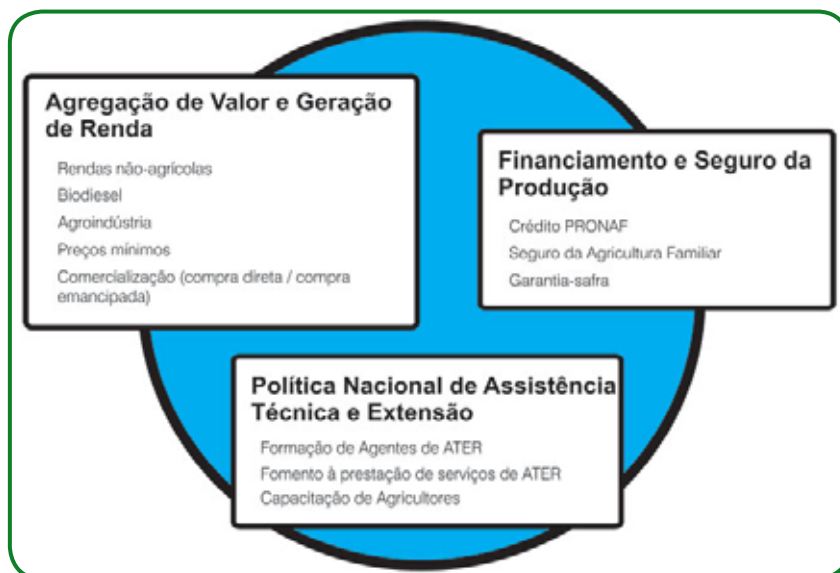 Agregação de Valor e Geração
de Renda
Rendas não-agrícolas
Biodiesel
Agroindústria
Preços mínimos
Comercialização (compra direta / compra
emancipada)
Financiamento e Seguro da
Produção
Crédito PRONAF
Seguro da Agricultura Familiar
Garantia-safra
Política Nacional de Assistência
Técnica e Extensão
Formação de Agentes de ATER
Fomento à prestação de serviços de ATER
Capacitação de Agricultores